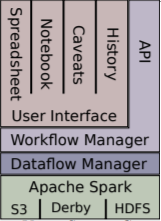 Spreadsheet
Notebook
Caveats
History
API
User Interface
Workflow Manager
Dataflow Manager
Apache Spark
S3
Derby
HDFS